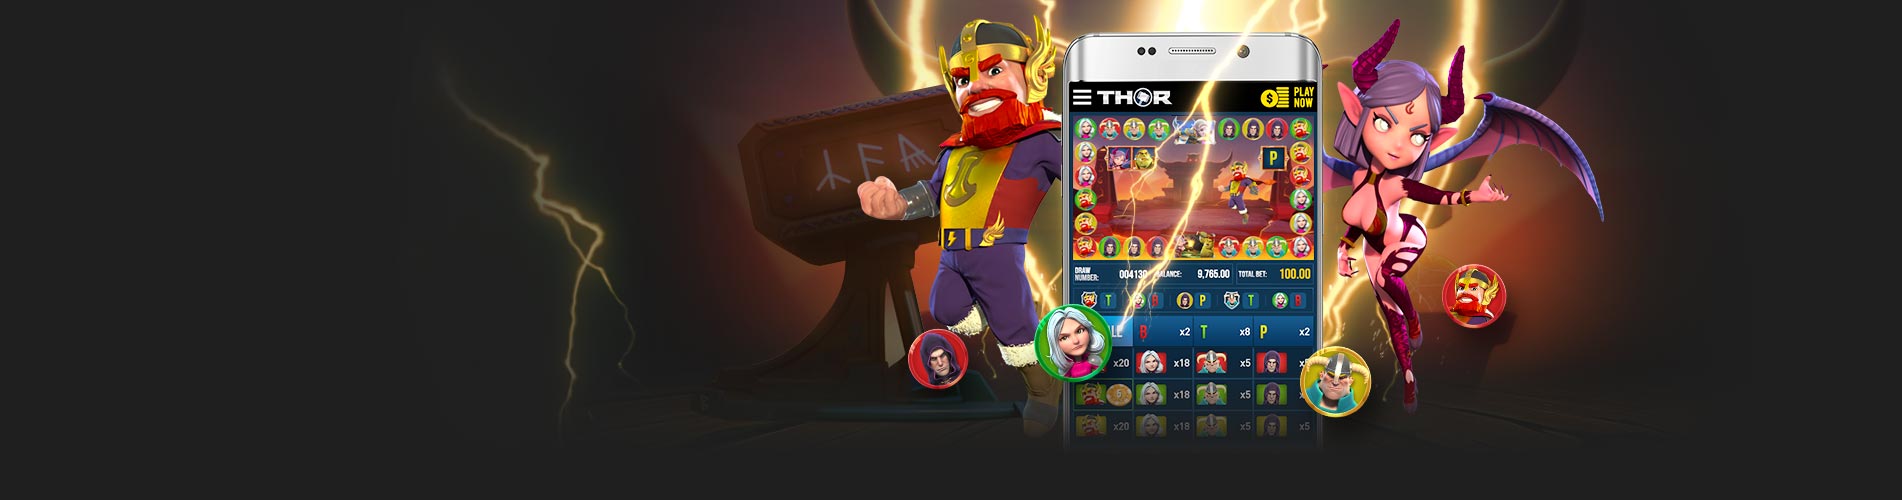 THOR
PLAY
NOW
P
DRAW
NUMBER: 004130
BALANCE: 9,765.00
TOTAL BET: 100.00
T B P T B
B x2 T x8 P x2
x20 x18 x5
x18 x5
x20 x18 x5 x5